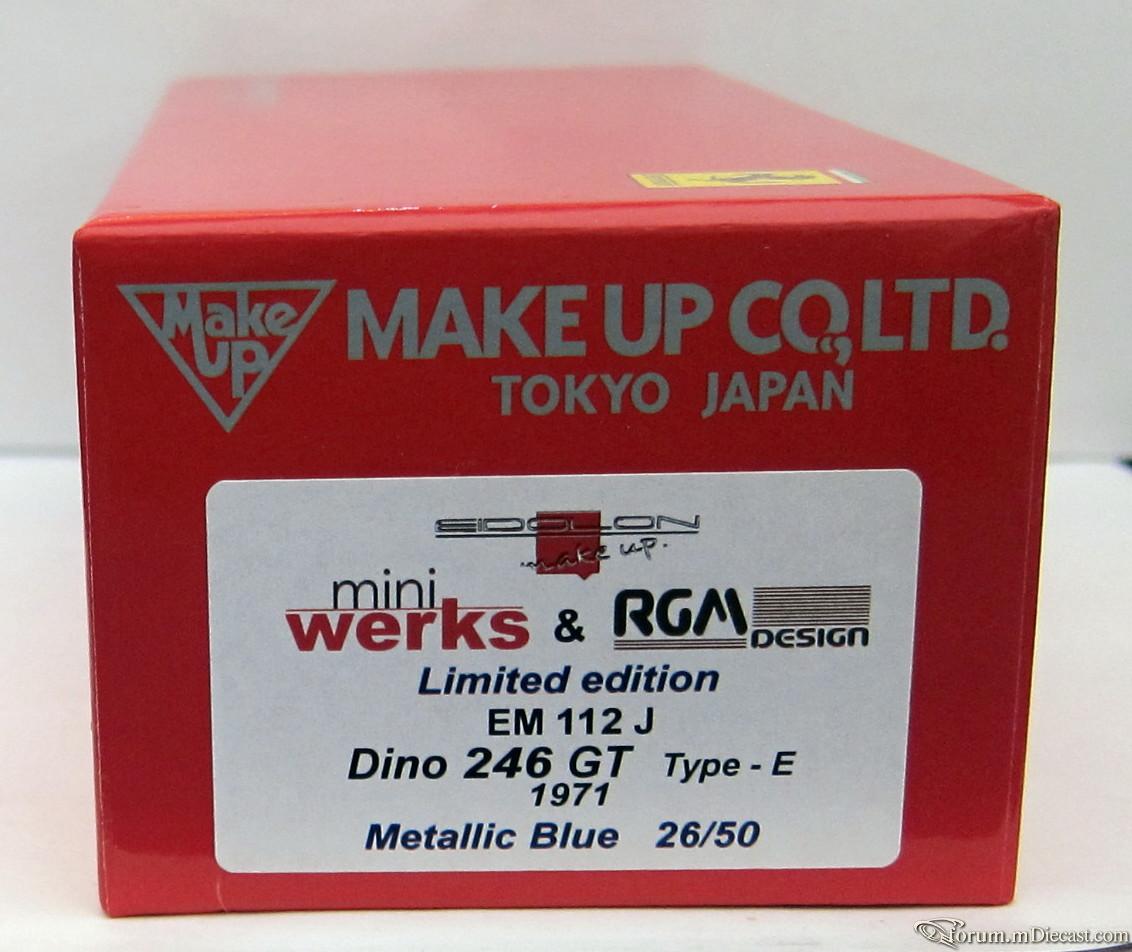 Make
UP
MAKE UP CO.,LTD.
TOKYO JAPAN
EIDOLON
make up.
mini
werks & RGM
DESIGN
Limited edition
EM 112 J
Dino 246 GT Type - E
1971
Metallic Blue 26/50
Forum.mDiecast.com